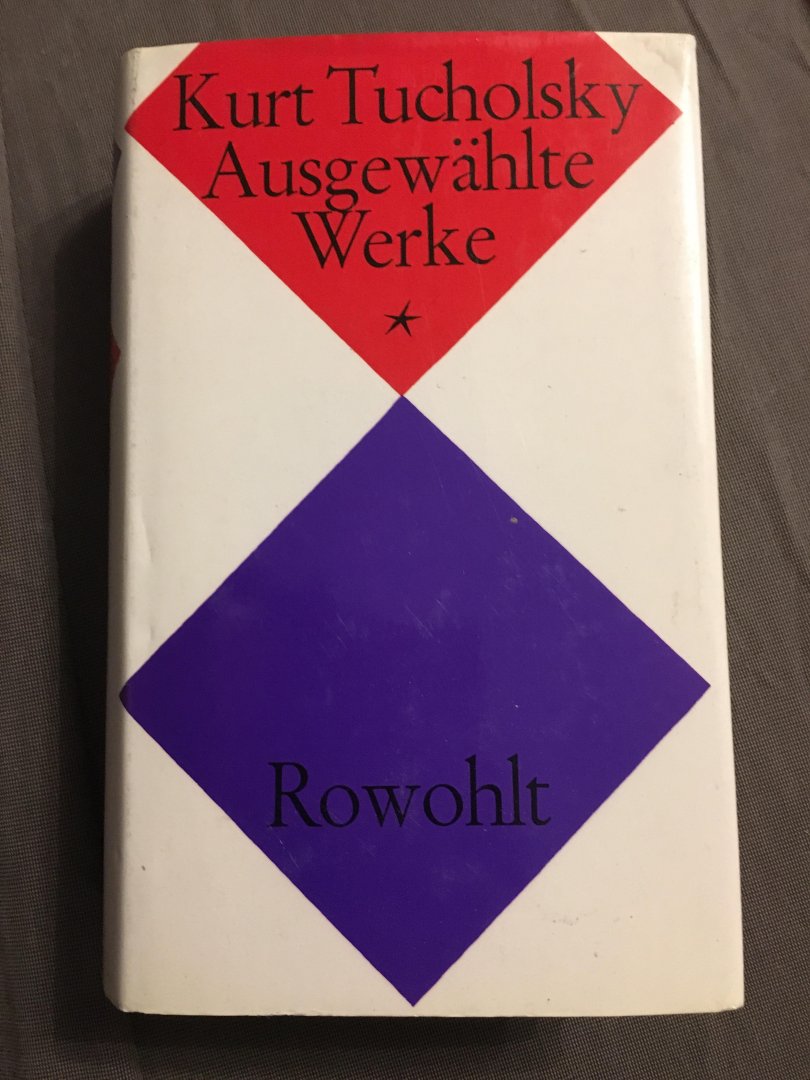 Kurt Tucholsky
Ausgewählte
Werke
*
Rowohlt